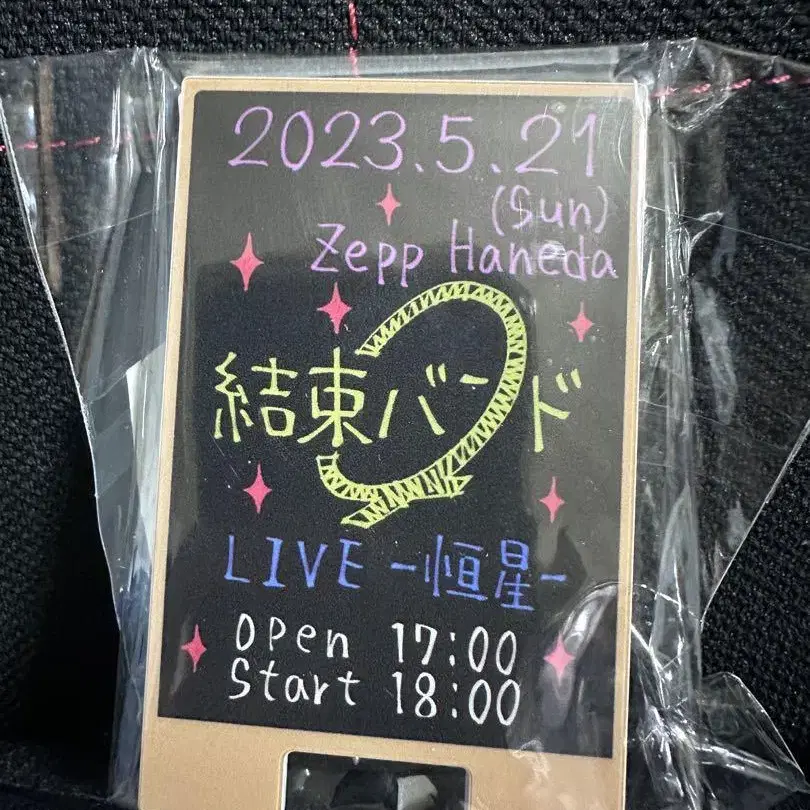 2023.5.21
(Sun)
Zepp Haneda
結束バンド
LIVE -恒星-
OPen 17:00
Start 18:00